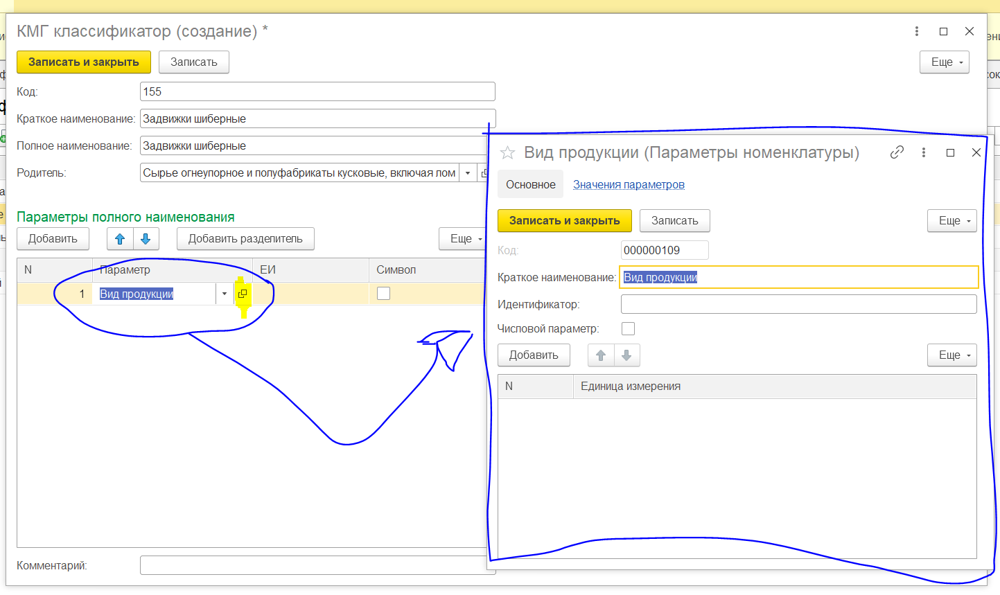 КМГ классификатор (создание) *
Записать и закрыть
Записать
Еще
Код:
155
Краткое наименование:
Задвижки шиберные
Полное наименование:
Задвижки шиберные
Родитель:
Сырье огнеупорное и полуфабрикаты кусковые, включая лом
Параметры полного наименования
Добавить
Добавить разделитель
Еще
N
Параметр
ЕИ
Символ
1
Вид продукции
Комментарий:
Вид продукции (Параметры номенклатуры)
Основное
Значения параметров
Записать и закрыть
Записать
Еще
Код:
000000109
Краткое наименование:
Вид продукции
Идентификатор:
Числовой параметр:
Добавить
Еще
N
Единица измерения